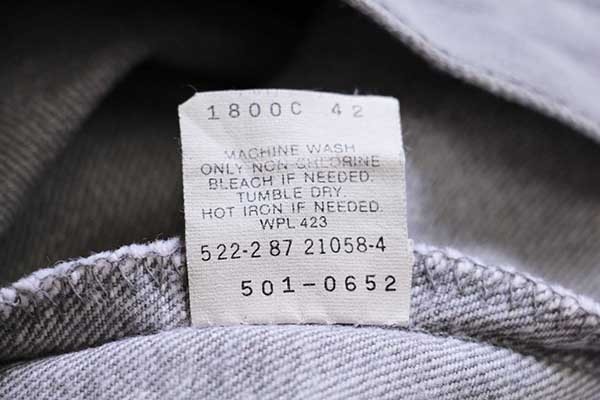 1800C 42
MACHINE WASH
ONLY NON-CHLORINE
BLEACH IF NEEDED.
TUMBLE DRY.
HOT IRON IF NEEDED.
WPL 423
522-2 87 21058-4
501-0652